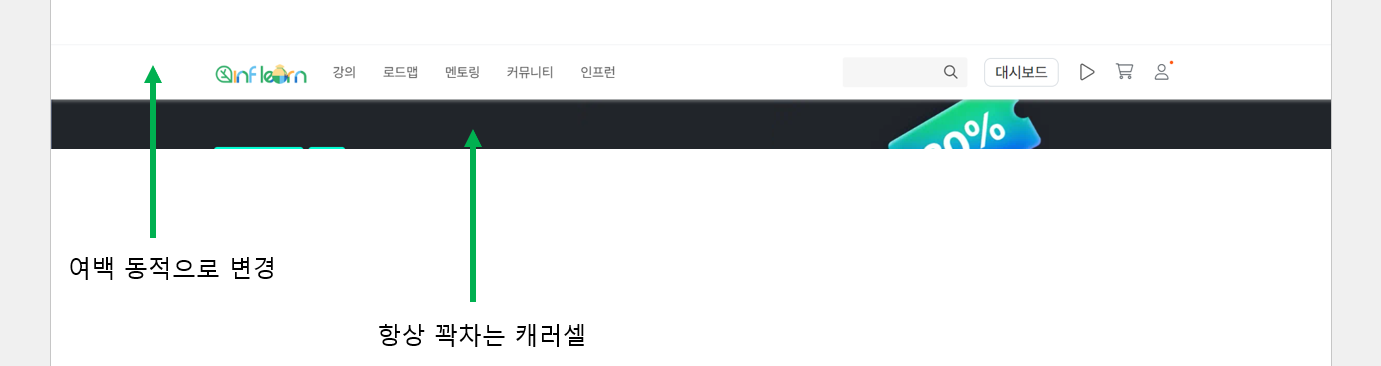 inflearn 강의 로드맵 멘토링 커뮤니티 인프런 대시보드
여백 동적으로 변경
항상 꽉차는 캐러셀